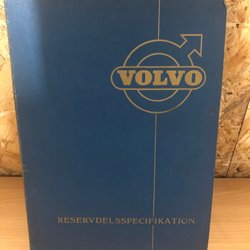 VOLVO
RESERVDELSSPECIFIKATION